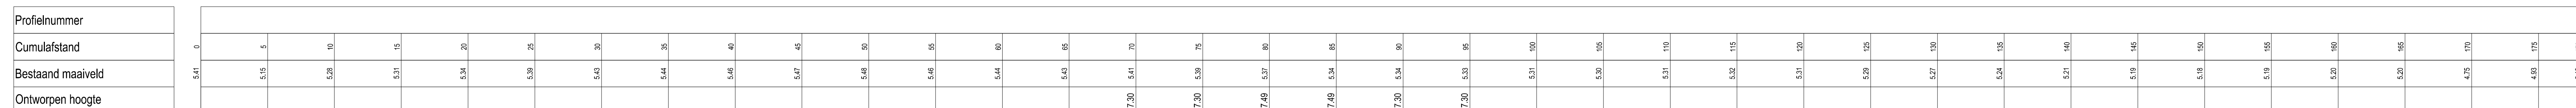 Profielnummer
Cumulafstand 0 5 10 15 20 25 30 35 40 45 50 55 60 65 70 75 80 85 90 95 100 105 110 115 120 125 130 135 140 145 150 155 160 165 170 175
Bestaand maaiveld 5.41 5.15 5.28 5.31 5.34 5.39 5.43 5.44 5.46 5.47 5.48 5.46 5.44 5.43 5.41 5.39 5.37 5.34 5.34 5.33 5.31 5.30 5.31 5.32 5.31 5.29 5.27 5.24 5.21 5.19 5.18 5.19 5.20 5.20 4.75 4.93
Ontworpen hoogte 7.30 7.30 7.49 7.49 7.30 7.30